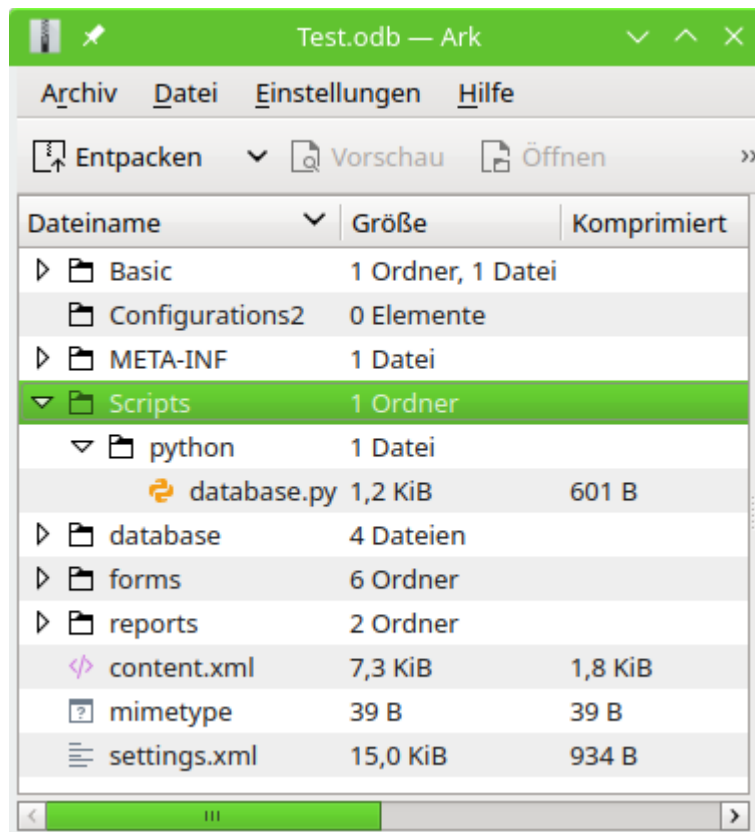 Test.odb — Ark
Archiv Datei Einstellungen Hilfe
Entpacken Vorschau Öffnen
Dateiname Größe Komprimiert
Basic 1 Ordner, 1 Datei
Configurations2 0 Elemente
META-INF 1 Datei
Scripts 1 Ordner
python 1 Datei
database.py 1,2 KiB 601 B
database 4 Dateien
forms 6 Ordner
reports 2 Ordner
content.xml 7,3 KiB 1,8 KiB
mimetype 39 B 39 B
settings.xml 15,0 KiB 934 B